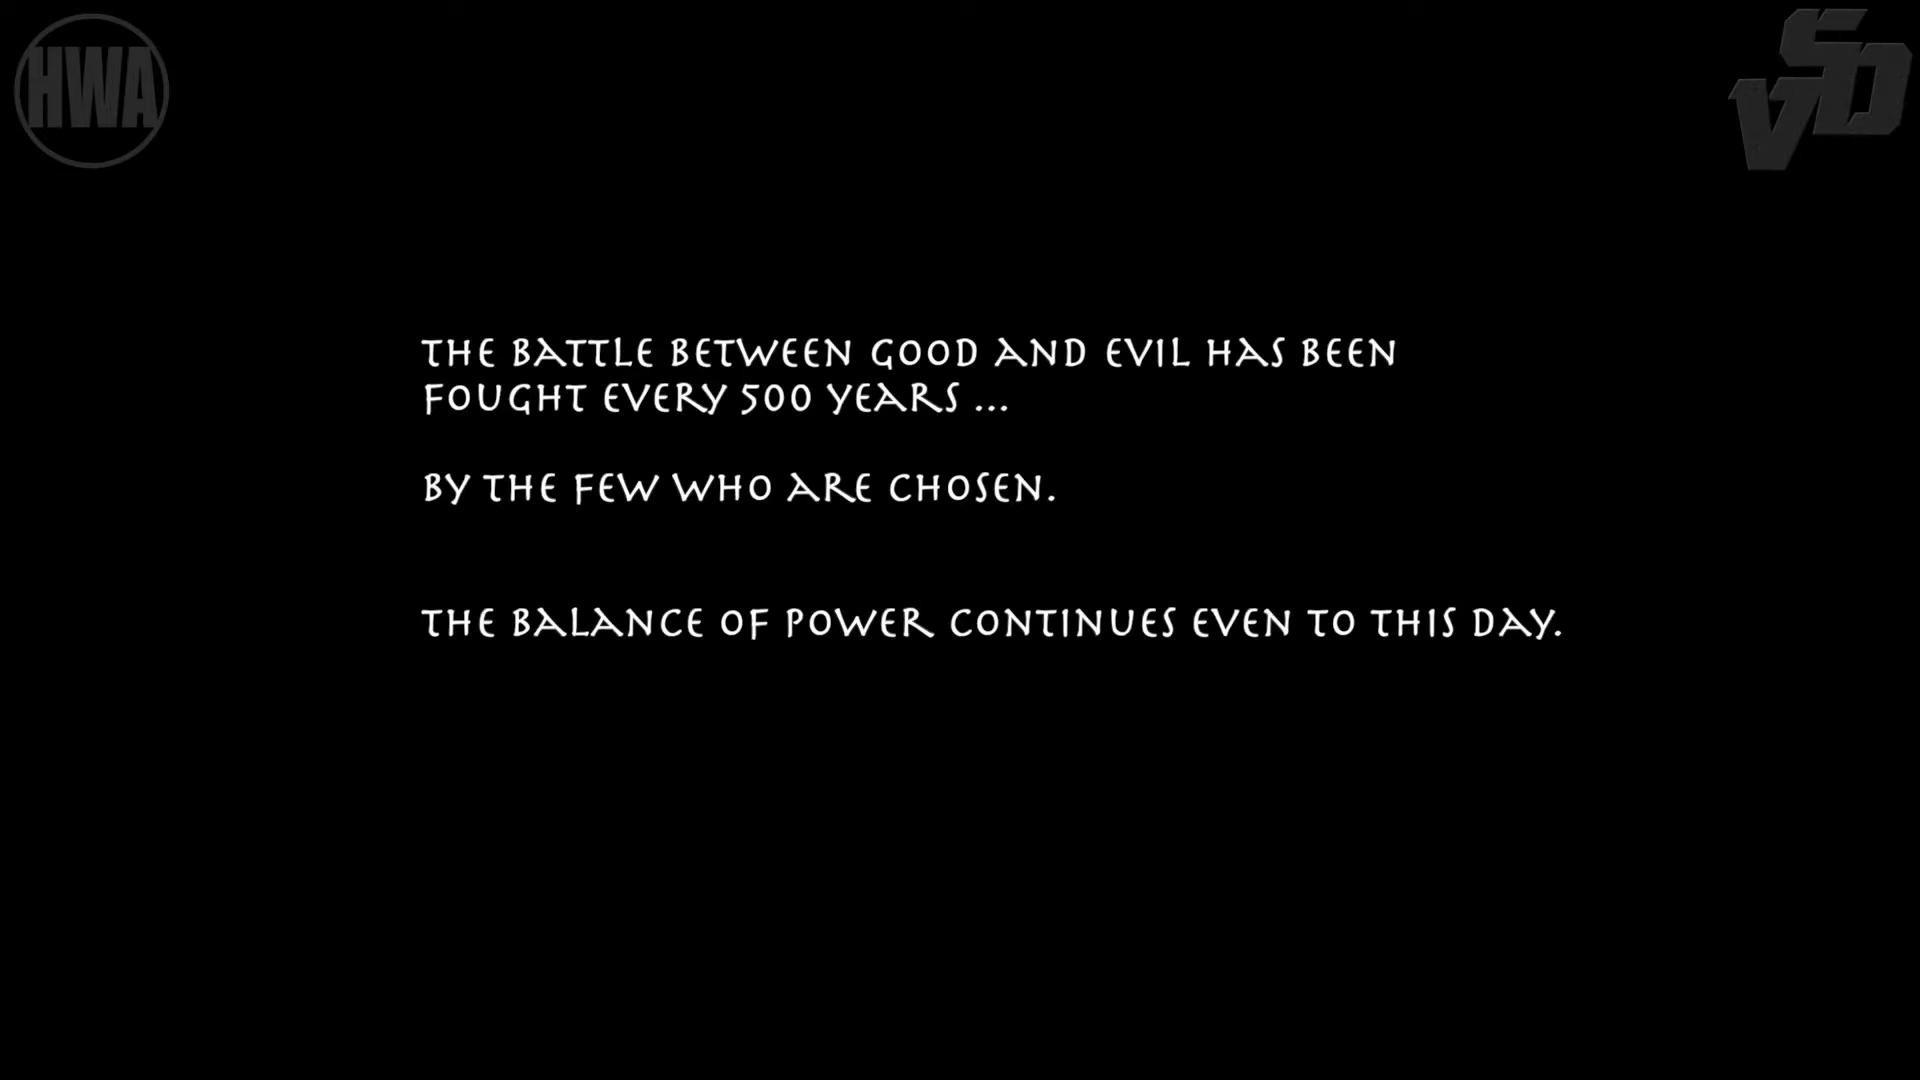 HWA
SVD
THE BATTLE BETWEEN GOOD AND EVIL HAS BEEN
FOUGHT EVERY 500 YEARS ...
BY THE FEW WHO ARE CHOSEN.
THE BALANCE OF POWER CONTINUES EVEN TO THIS DAY.